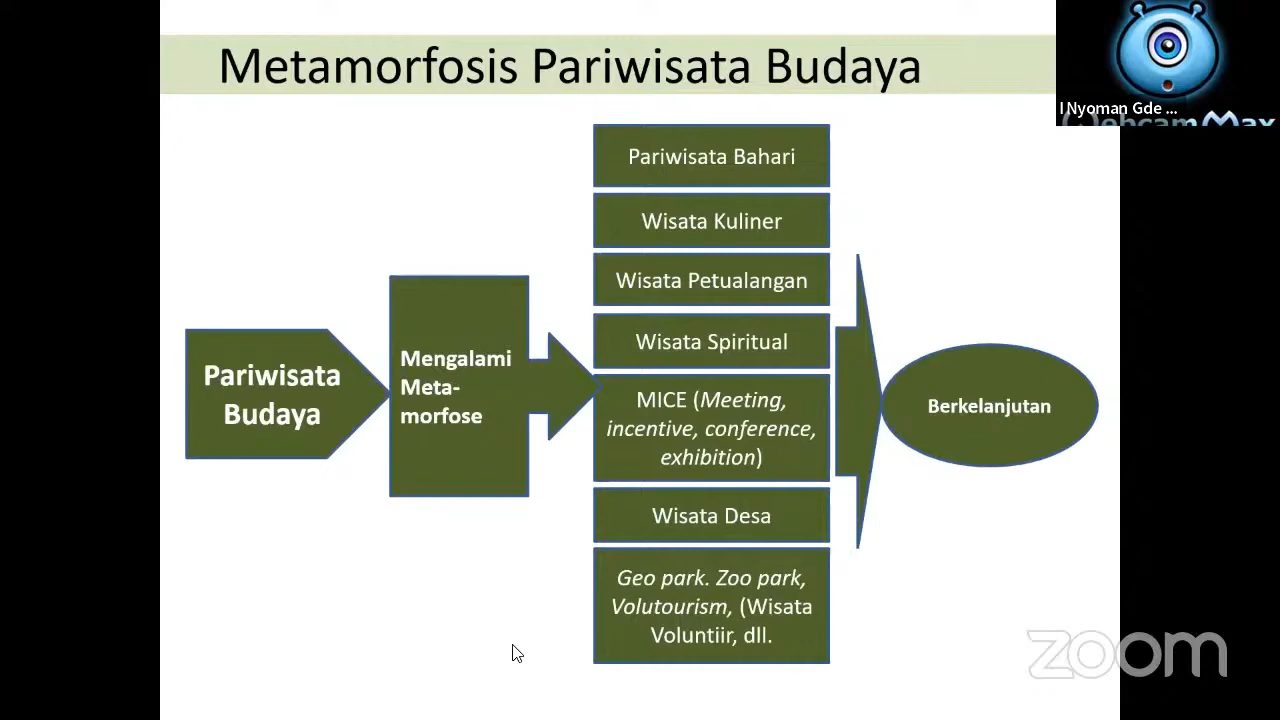 Metamorfosis Pariwisata Budaya
I Nyoman Gde ...
WebcamMax
Pariwisata Bahari
Wisata Kuliner
Wisata Petualangan
Wisata Spiritual
MICE (Meeting,
incentive, conference,
exhibition)
Wisata Desa
Geo park. Zoo park,
Volutourism, (Wisata
Voluntiir, dll.
Pariwisata
Budaya
Mengalami
Meta-
morfose
Berkelanjutan
zoom